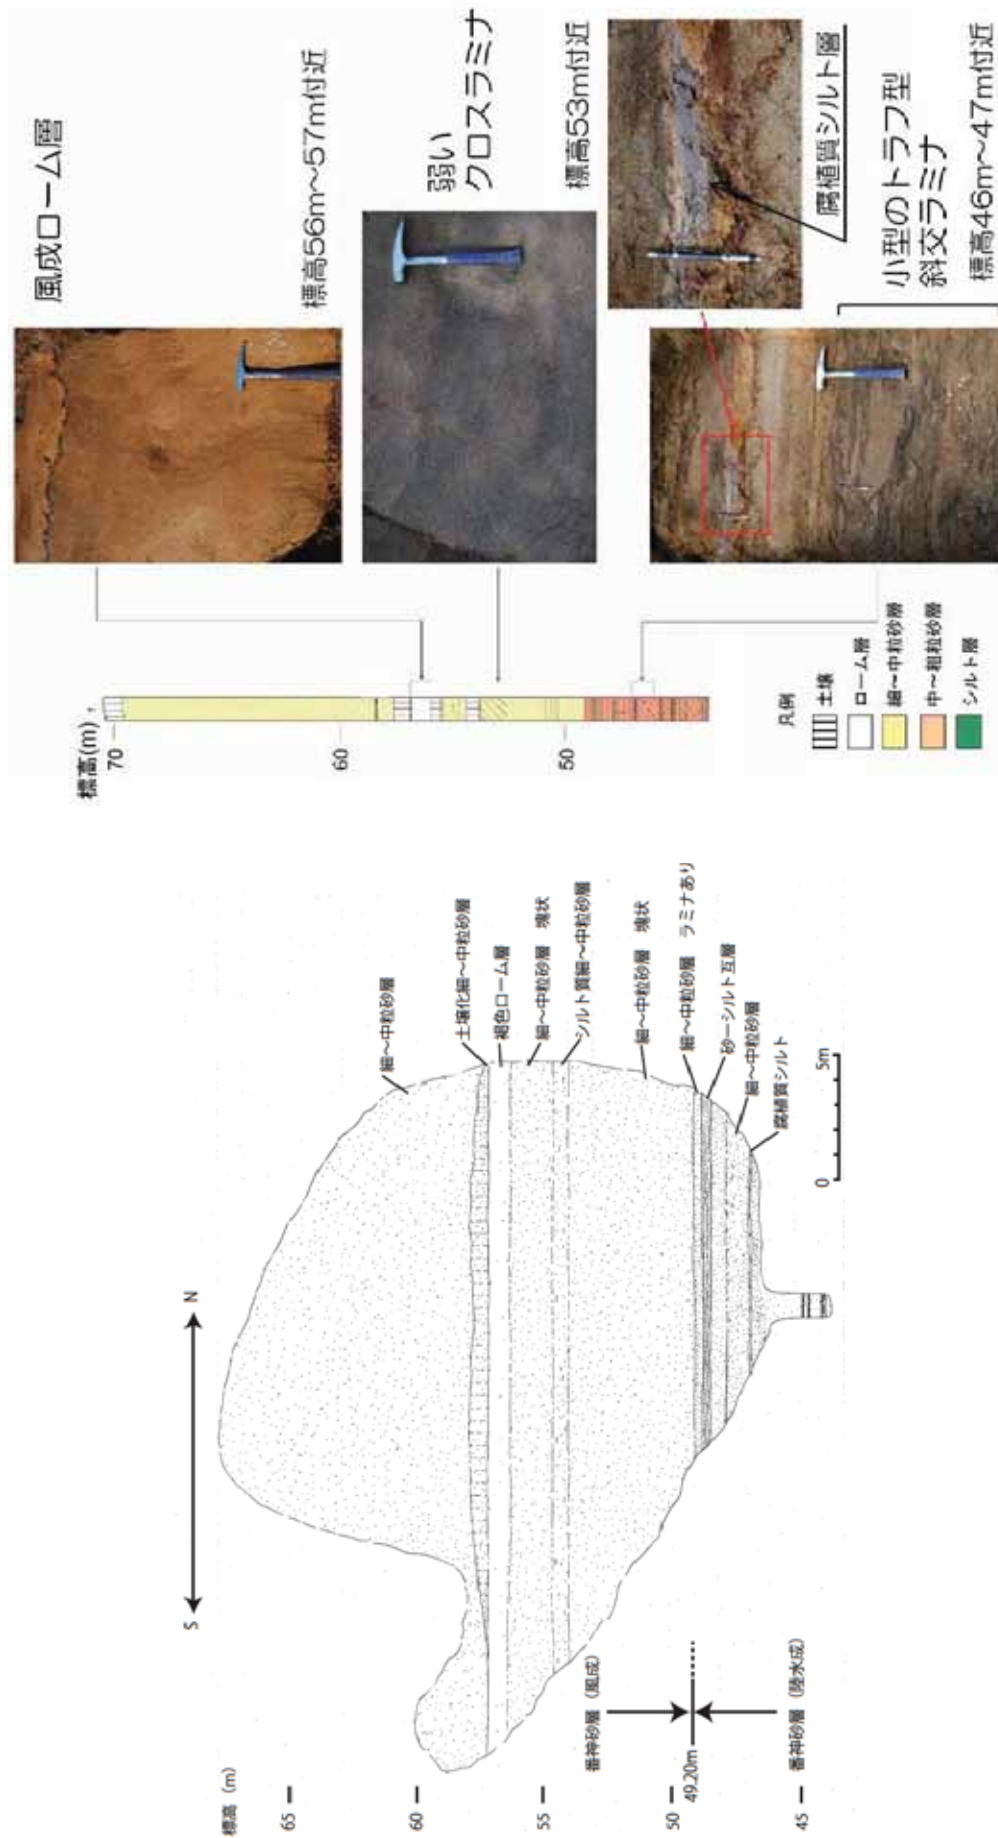 風成ローム層
標高56m~57m付近
弱い
クロスラミナ
標高53m付近
腐植質シルト層
小型のトラフ型
斜交ラミナ
標高46m~47m付近
標高(m)
70
60
50
凡例
土壌
ローム層
細~中粒砂層
中~粗粒砂層
シルト層
S
N
標高 (m)
65
60
55
50
49.20m
45
番神砂層 (風成)
番神砂層 (陸水成)
細~中粒砂層
土壌化細~中粒砂層
褐色ローム層
細~中粒砂層 塊状
シルト質細~中粒砂層
細~中粒砂層 塊状
細~中粒砂層 ラミナあり
砂ーシルト互層
細~中粒砂層
腐植質シルト
0
5m